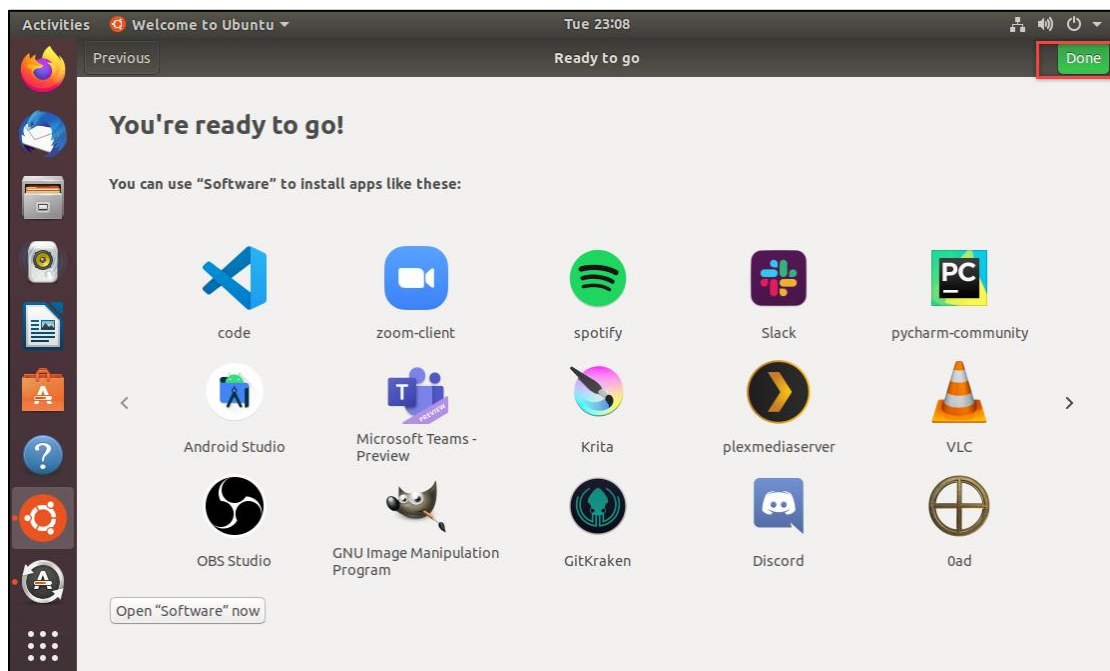 Activities Welcome to Ubuntu Tue 23:08
Previous Ready to go Done
You're ready to go!
You can use “Software” to install apps like these:
code zoom-client spotify Slack pycharm-community
Android Studio Microsoft Teams - Preview Krita plexmediaserver VLC
OBS Studio GNU Image Manipulation Program GitKraken Discord 0ad
Open “Software” now
PC
T
PREVIEW